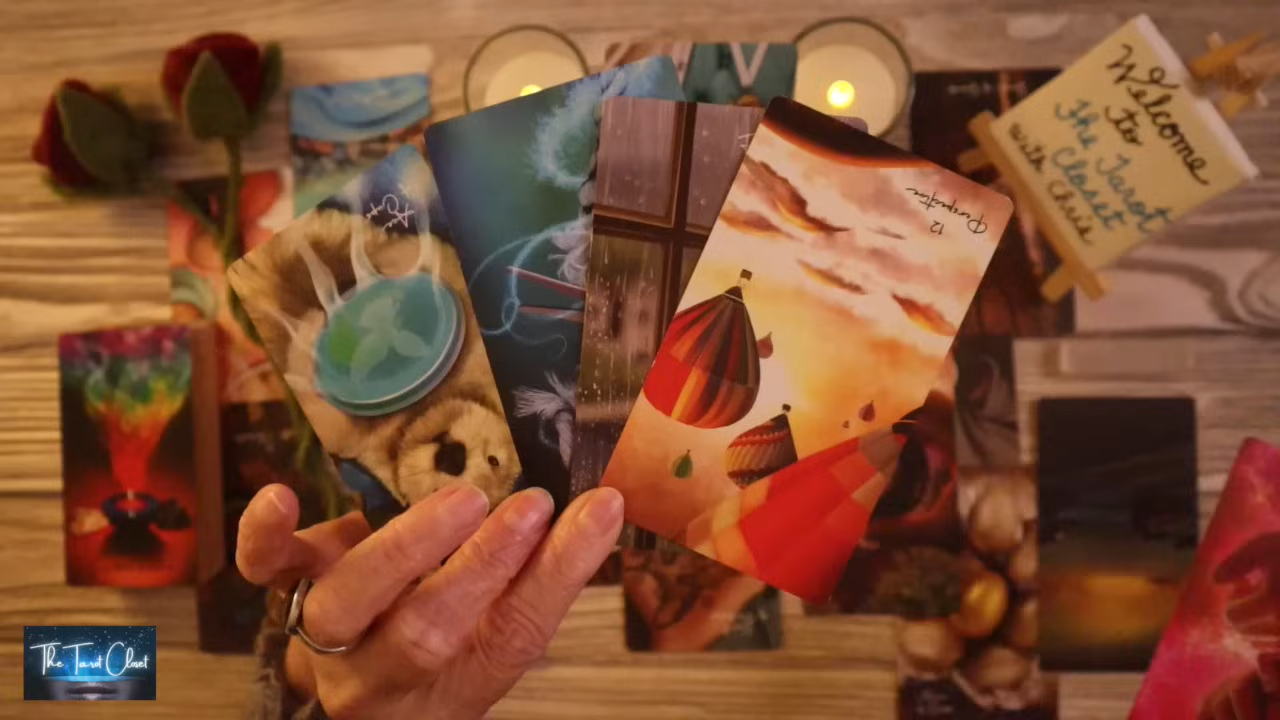 Welcome
To
The Tarot
Closet
with Chris
12
Perspective
The Tarot Closet